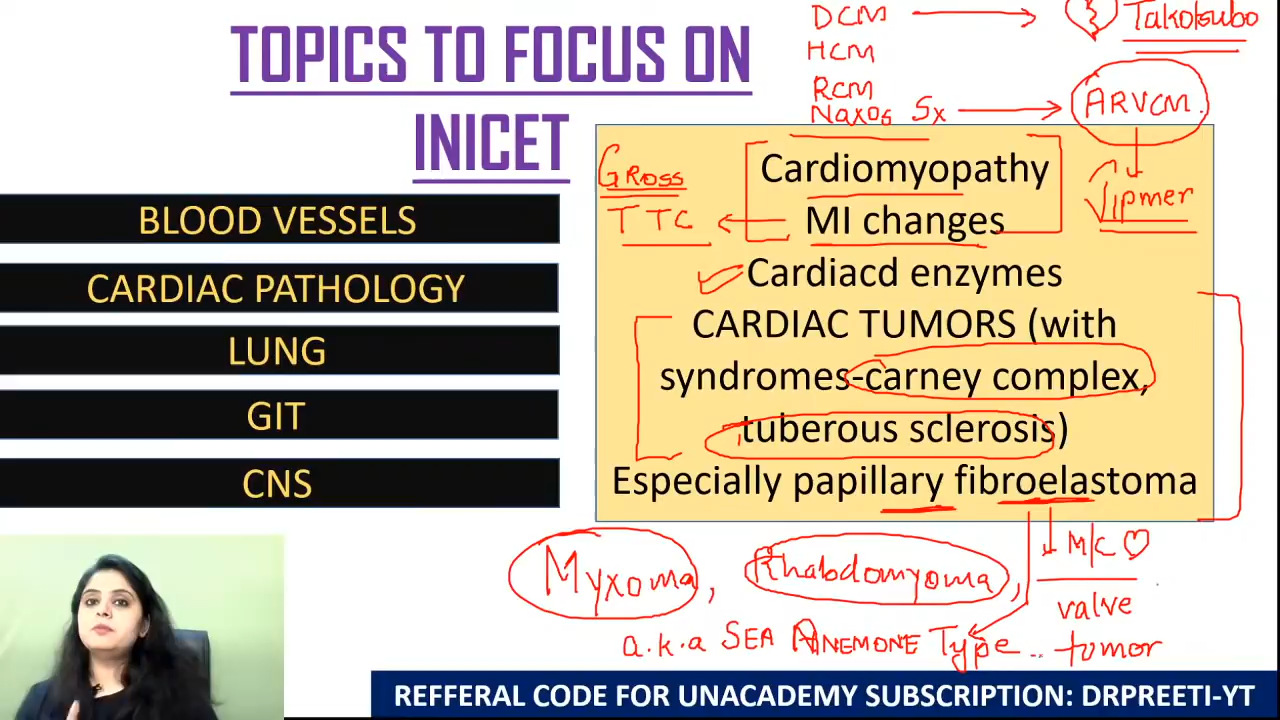 TOPICS TO FOCUS ON
INICET
BLOOD VESSELS
CARDIAC PATHOLOGY
LUNG
GIT
CNS
DCM
Takotsubo
HCM
RCM
Naxos Sx
ARVCM
Jipmer
Gross
TTC
Cardiomyopathy
MI changes
Cardiacd enzymes
CARDIAC TUMORS (with
syndromes-carney complex,
tuberous sclerosis)
Especially papillary fibroelastoma
Myxoma, Rhabdomyoma,
M/C
valve
tumor
a.k.a SEA ANEMONE Type..
REFFERAL CODE FOR UNACADEMY SUBSCRIPTION: DRPREETI-YT